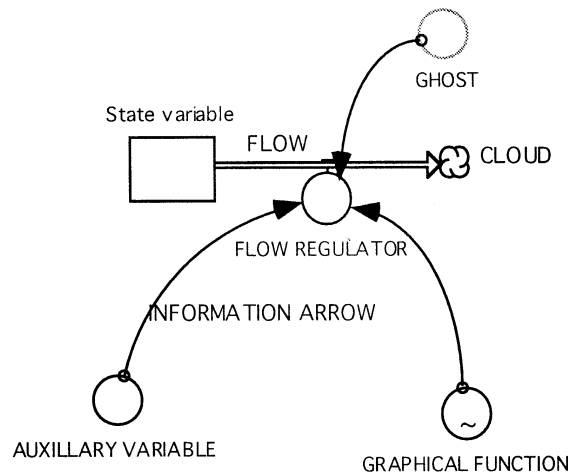 GHOST
State variable
FLOW
CLOUD
FLOW REGULATOR
INFORMATION ARROW
~
AUXILLARY VARIABLE
GRAPHICAL FUNCTION